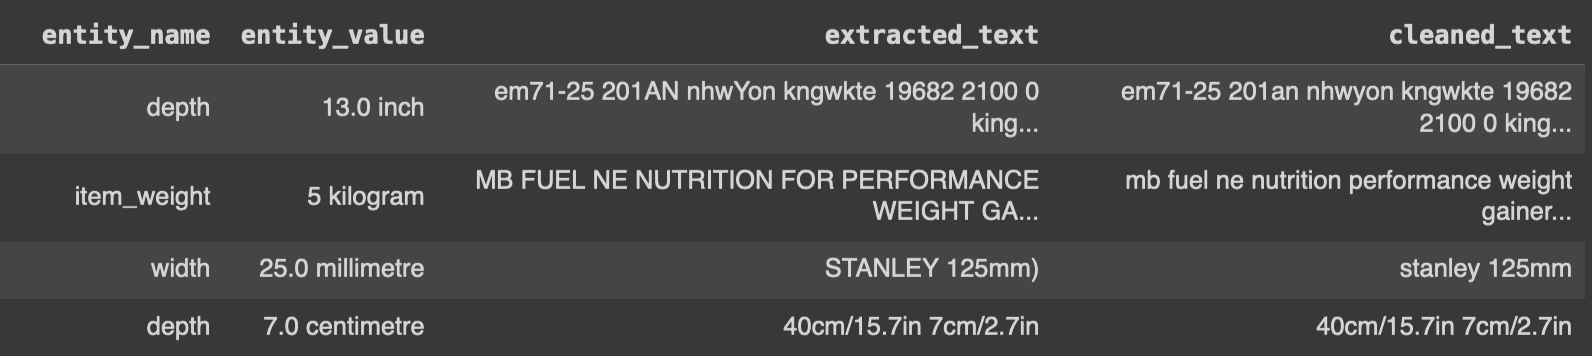 entity_name entity_value extracted_text cleaned_text
depth 13.0 inch em71-25 201AN nhwYon kngwkte 19682 2100 0 king... em71-25 201an nhwyon kngwkte 19682 2100 0 king...
item_weight 5 kilogram MB FUEL NE NUTRITION FOR PERFORMANCE WEIGHT GA... mb fuel ne nutrition performance weight gainer...
width 25.0 millimetre STANLEY 125mm) stanley 125mm
depth 7.0 centimetre 40cm/15.7in 7cm/2.7in 40cm/15.7in 7cm/2.7in